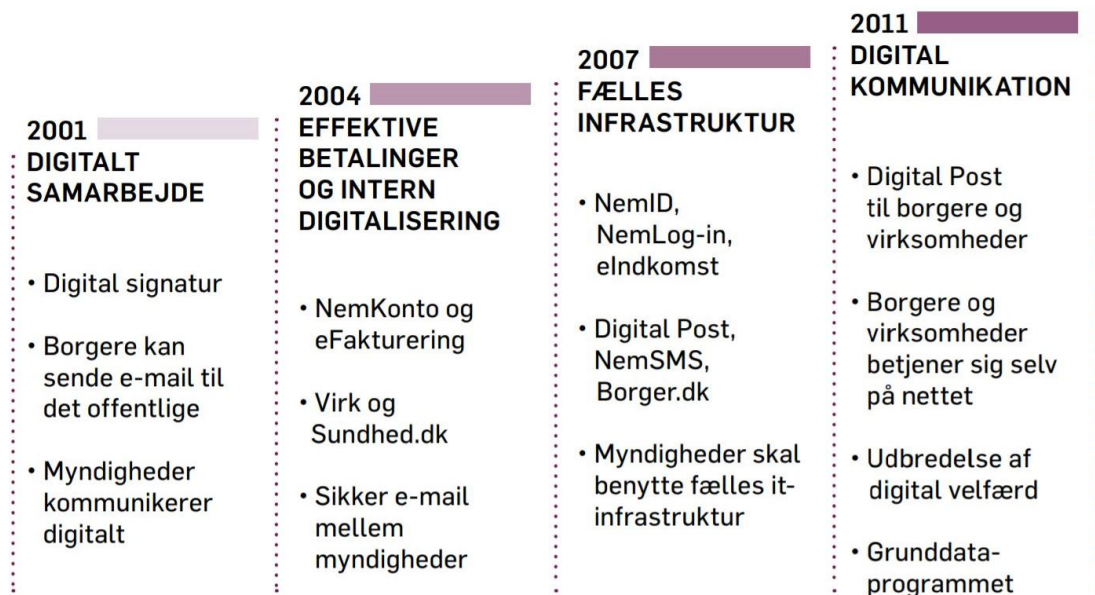 2001
DIGITALT
SAMARBEJDE
• Digital signatur
• Borgere kan
sende e-mail til
det offentlige
• Myndigheder
kommunikerer
digitalt
2004
EFFEKTIVE
BETALINGER
OG INTERN
DIGITALISERING
• NemKonto og
eFakturering
• Virk og
Sundhed.dk
• Sikker e-mail
mellem
myndigheder
2007
FÆLLES
INFRASTRUKTUR
• NemID,
NemLog-in,
eIndkomst
• Digital Post,
NemSMS,
Borger.dk
• Myndigheder skal
benytte fælles it-
infrastruktur
2011
DIGITAL
KOMMUNIKATION
• Digital Post
til borgere og
virksomheder
• Borgere og
virksomheder
betjener sig selv
på nettet
• Udbredelse af
digital velfærd
• Grunddata-
programmet